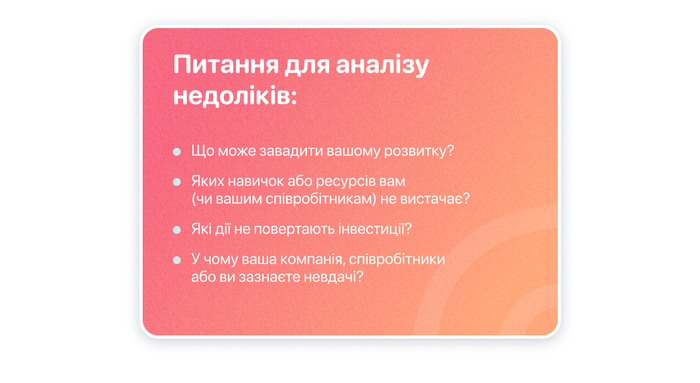 Питання для аналізу
недоліків:
Що може завадити вашому розвитку?
Яких навичок або ресурсів вам
(чи вашим співробітникам) не вистачає?
Які дії не повертають інвестиції?
У чому ваша компанія, співробітники
або ви зазнаєте невдачі?